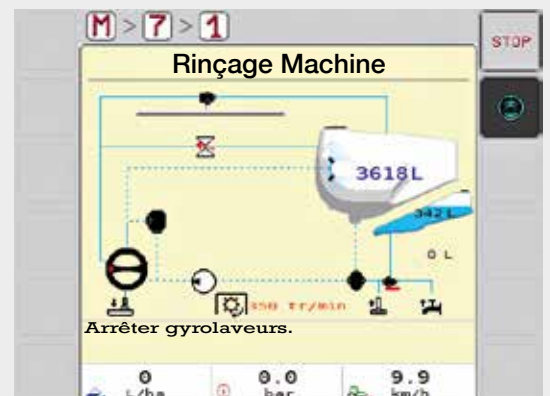 M > 7 > 1
STOP
Rinçage Machine
3618L
342 L
0 L
350 tr/min
Arrêter gyrolaveurs.
0 0.0 9.9
L/ha bar km/h